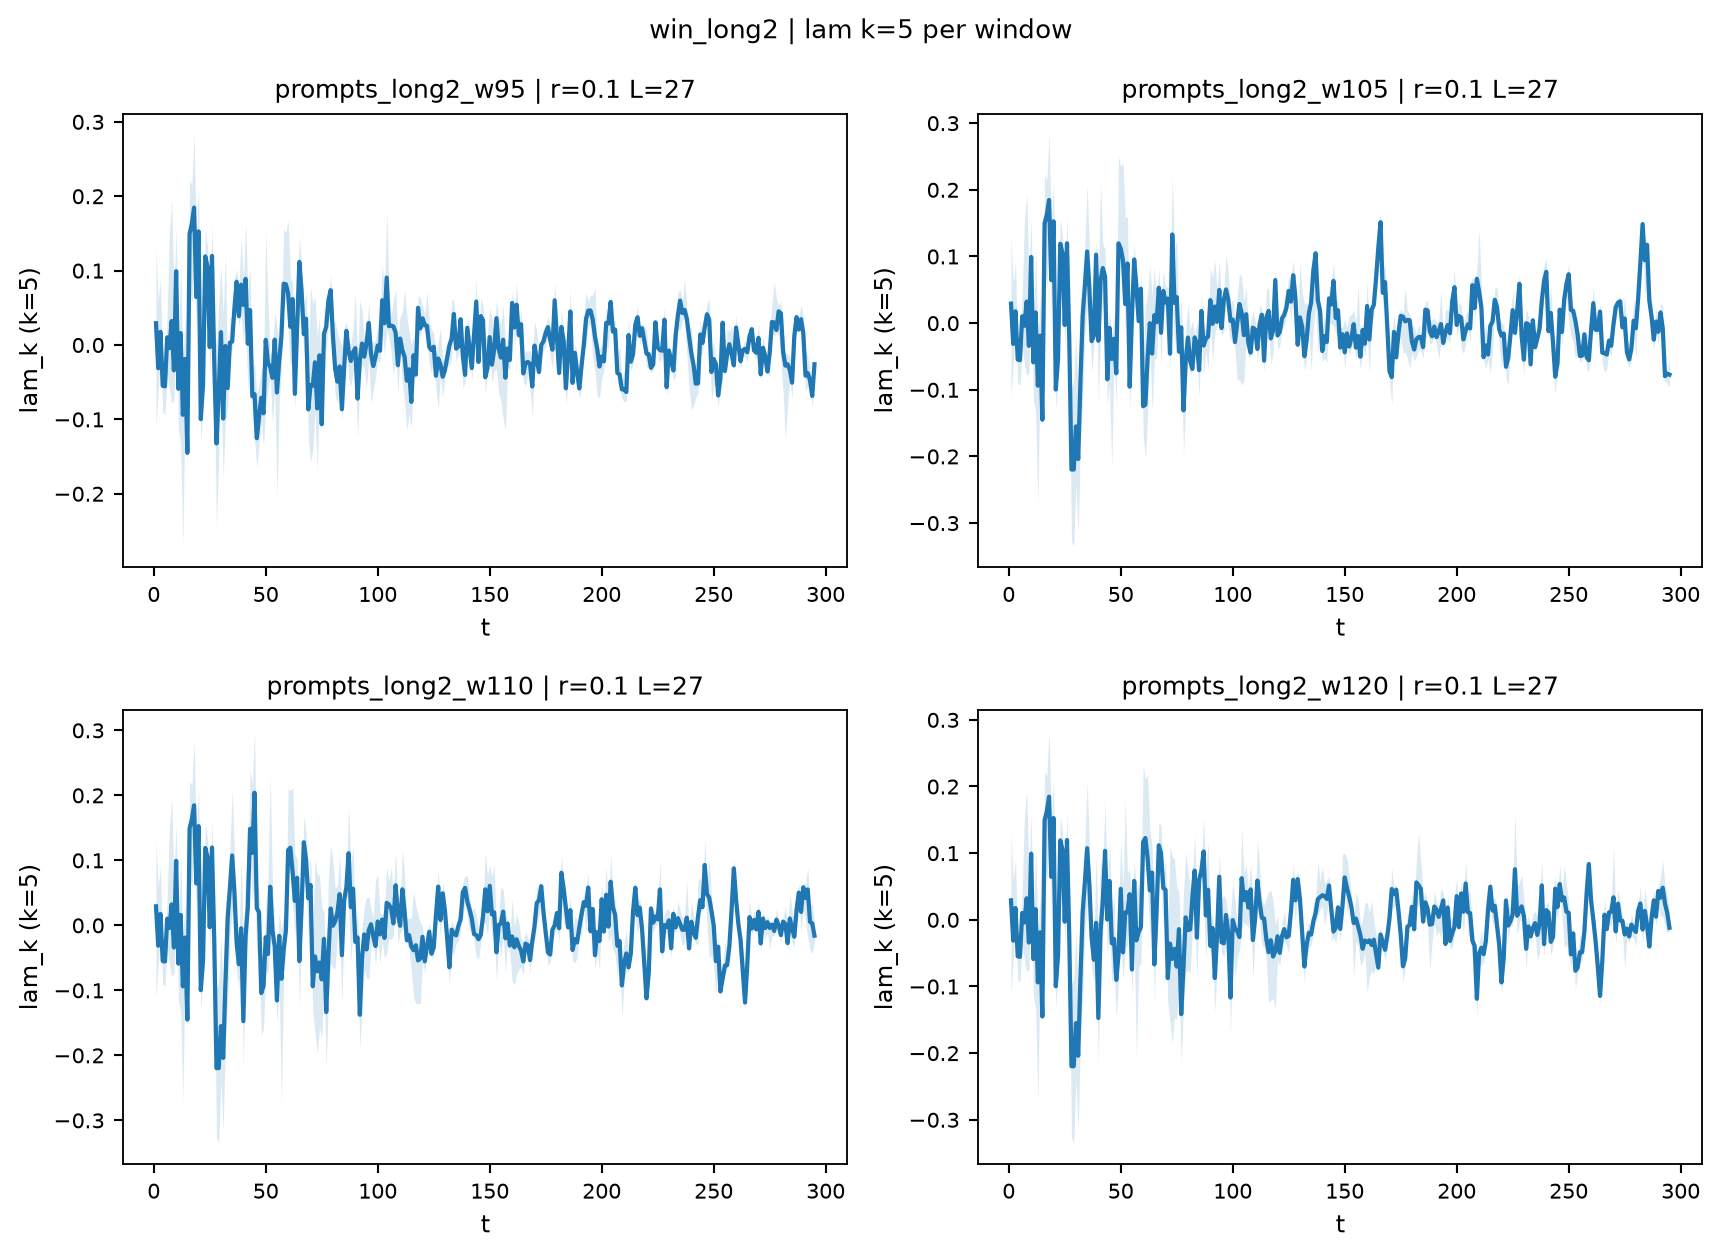 win_long2 | lam k=5 per window
prompts_long2_w95 | r=0.1 L=27
0.3
0.2
0.1
0.0
−0.1
−0.2
lam_k (k=5)
0 50 100 150 200 250 300
t
prompts_long2_w105 | r=0.1 L=27
0.3
0.2
0.1
0.0
−0.1
−0.2
−0.3
lam_k (k=5)
0 50 100 150 200 250 300
t
prompts_long2_w110 | r=0.1 L=27
0.3
0.2
0.1
0.0
−0.1
−0.2
−0.3
lam_k (k=5)
0 50 100 150 200 250 300
t
prompts_long2_w120 | r=0.1 L=27
0.3
0.2
0.1
0.0
−0.1
−0.2
−0.3
lam_k (k=5)
0 50 100 150 200 250 300
t